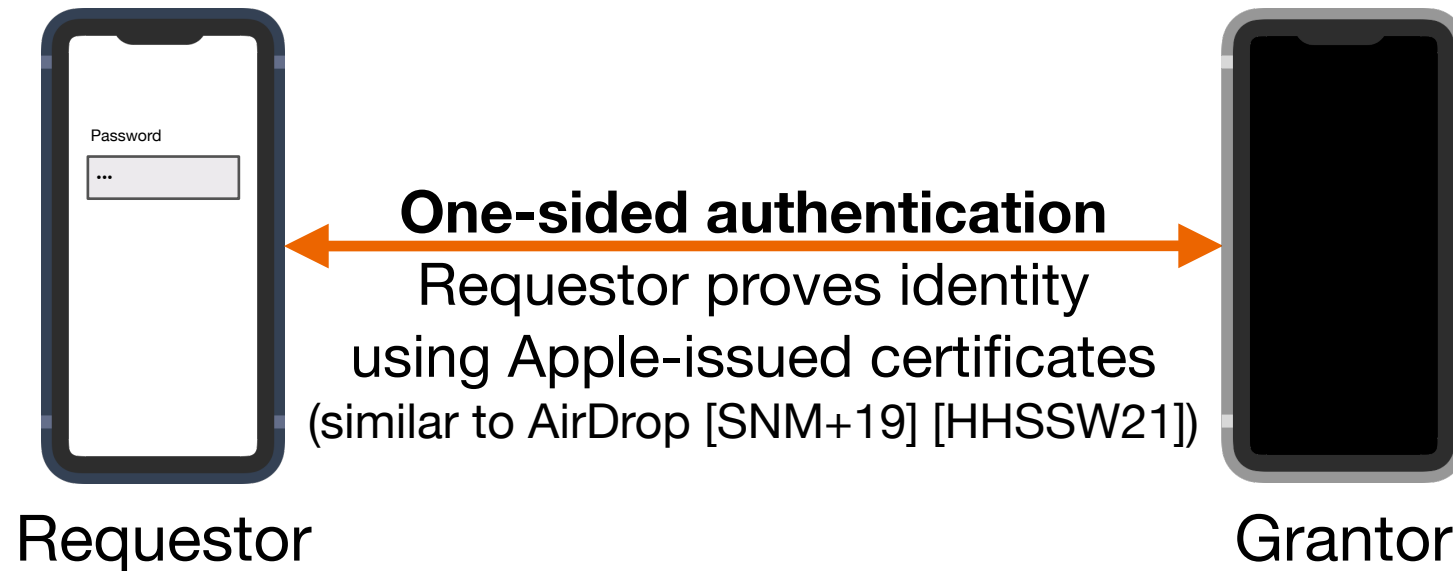 Password
•••
One-sided authentication
Requestor proves identity
using Apple-issued certificates
(similar to AirDrop [SNM+19] [HHSSW21])
Requestor
Grantor